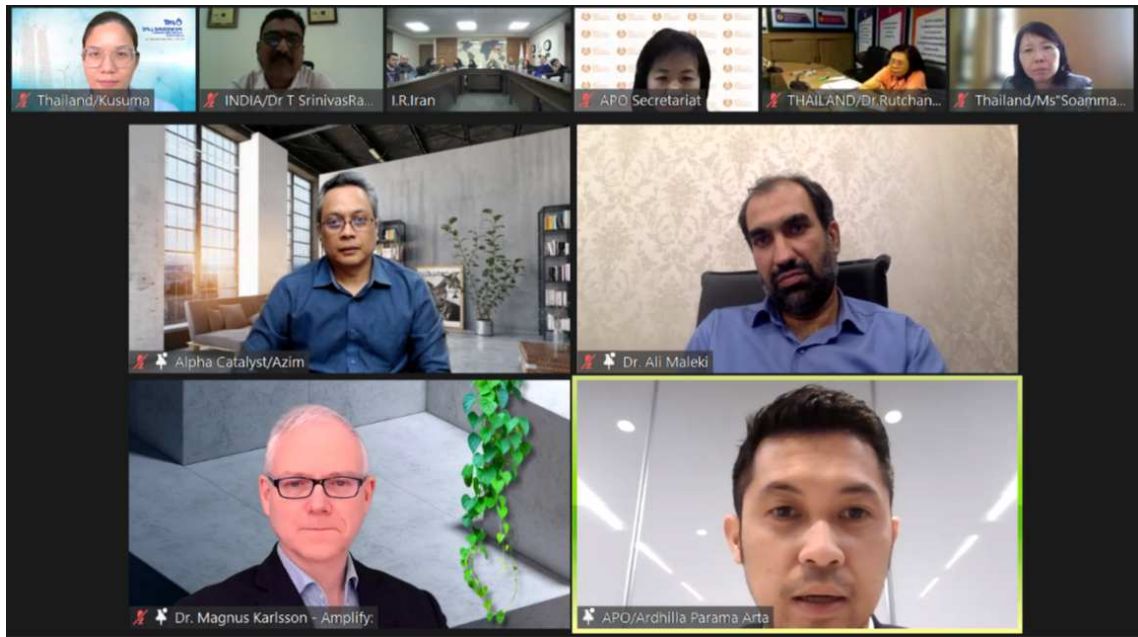 Thailand/Kusuma
INDIA/Dr T SrinivasRa...
I.R.Iran
APO Secretariat
THAILAND/Dr.Rutchan...
Thailand/Ms"Soamma...
Alpha Catalyst/Azim
Dr. Ali Maleki
Dr. Magnus Karlsson - Amplify:
APO/Ardhilla Parama Arta